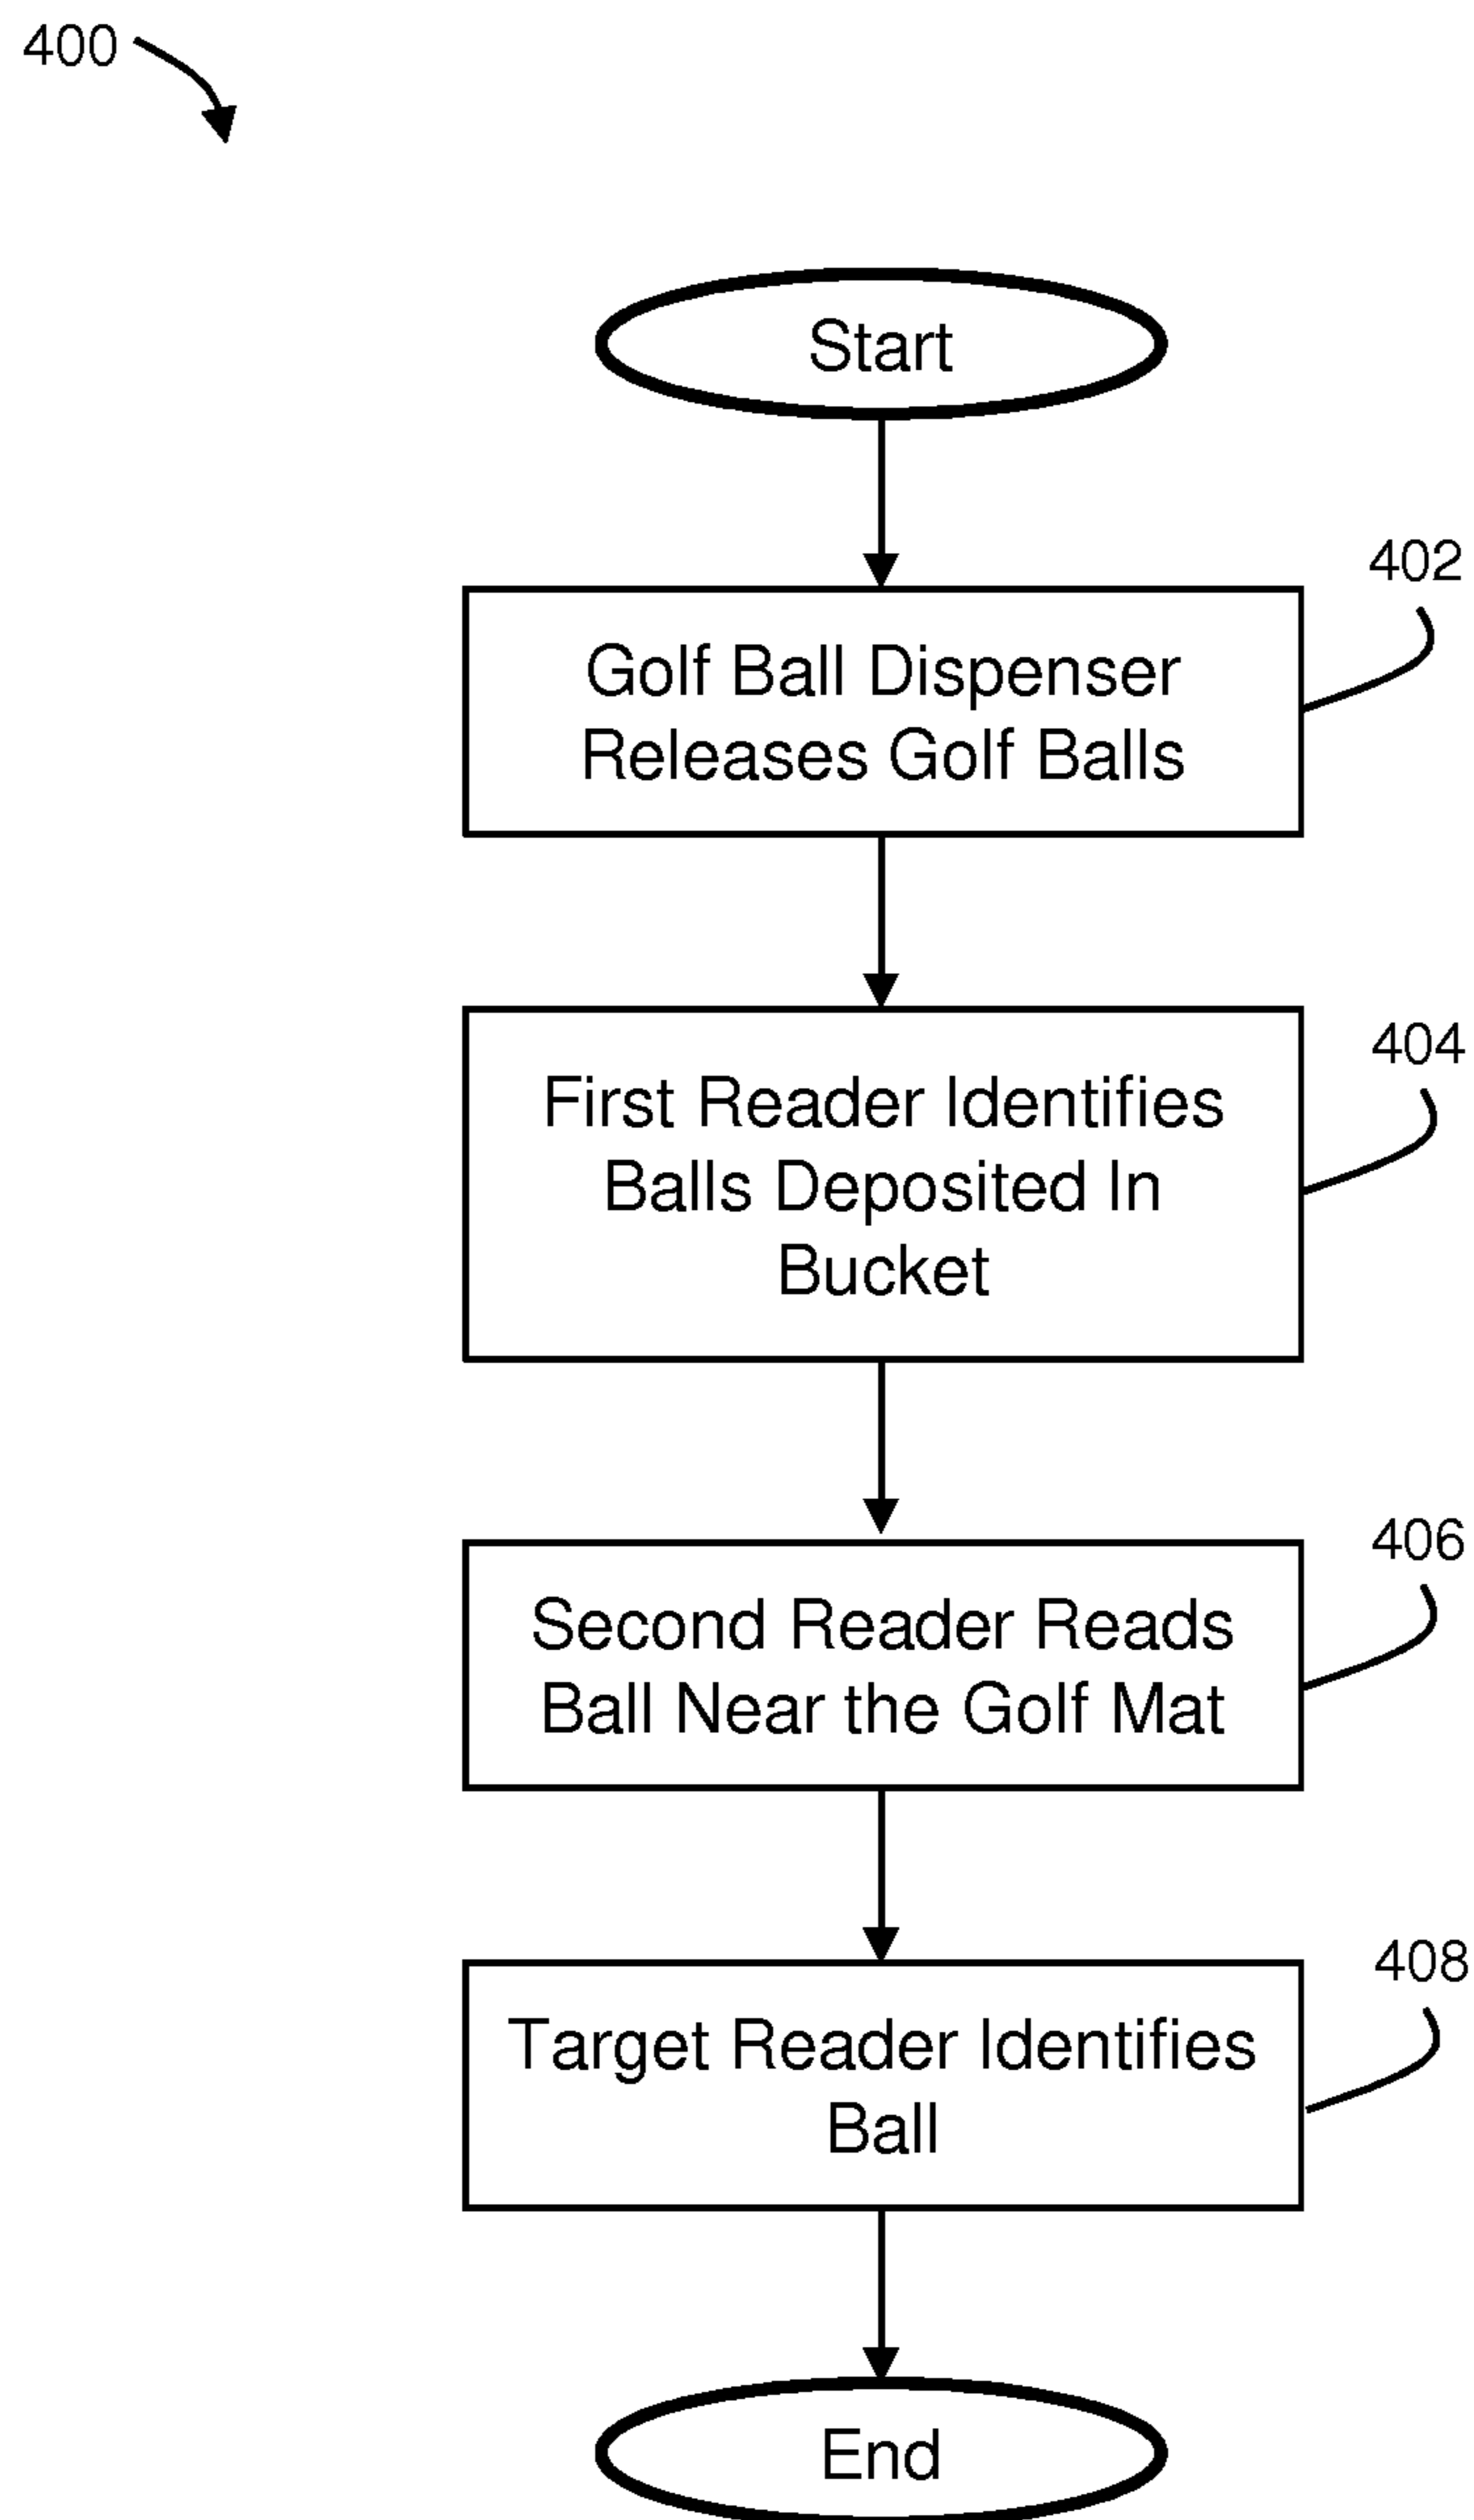 400
Start
402
Golf Ball Dispenser
Releases Golf Balls
404
First Reader Identifies
Balls Deposited In
Bucket
406
Second Reader Reads
Ball Near the Golf Mat
408
Target Reader Identifies
Ball
End